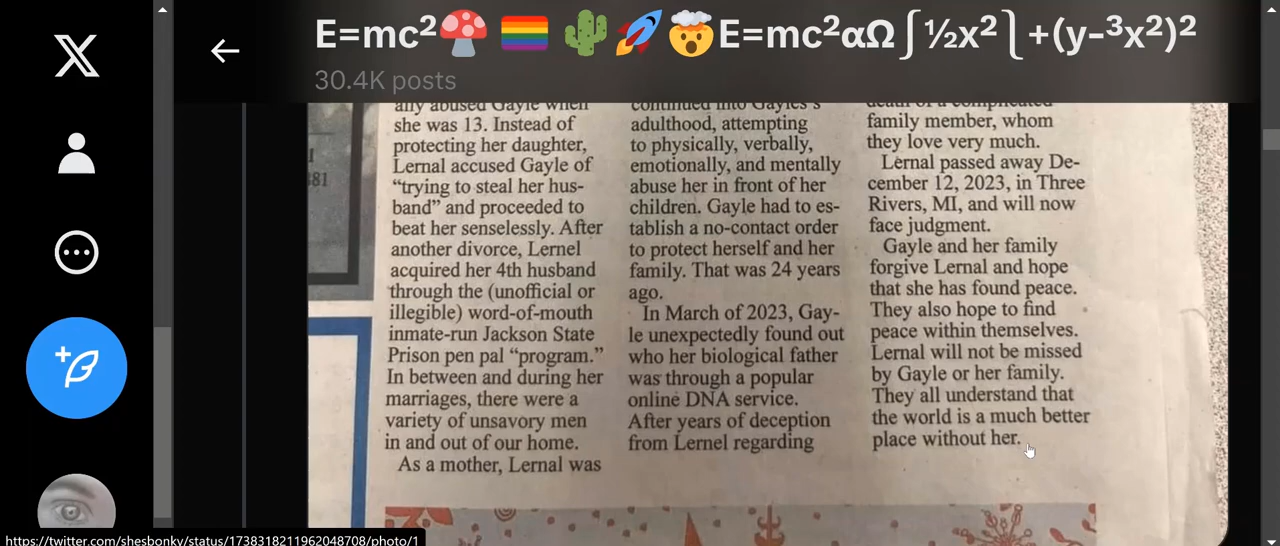 E=mc²🍄 🏳️‍🌈 🌵 🚀 🤯E=mc²αΩ⌠½x²⎱+(y-³x²)²
30.4K posts
ally abused Gayle when
she was 13. Instead of
protecting her daughter,
Lernal accused Gayle of
“trying to steal her hus-
band” and proceeded to
beat her senselessly. After
another divorce, Lernel
acquired her 4th husband
through the (unofficial or
illegible) word-of-mouth
inmate-run Jackson State
Prison pen pal “program.”
In between and during her
marriages, there were a
variety of unsavory men
in and out of our home.
As a mother, Lernal was
continued into Gayles's
adulthood, attempting
to physically, verbally,
emotionally, and mentally
abuse her in front of her
children. Gayle had to es-
tablish a no-contact order
to protect herself and her
family. That was 24 years
ago.
In March of 2023, Gay-
le unexpectedly found out
who her biological father
was through a popular
online DNA service.
After years of deception
from Lernel regarding
death of a complicated
family member, whom
they love very much.
Lernal passed away De-
cember 12, 2023, in Three
Rivers, MI, and will now
face judgment.
Gayle and her family
forgive Lernal and hope
that she has found peace.
They also hope to find
peace within themselves.
Lernal will not be missed
by Gayle or her family.
They all understand that
the world is a much better
place without her.
https://twitter.com/shesbonky/status/1738318211962048708/photo/1